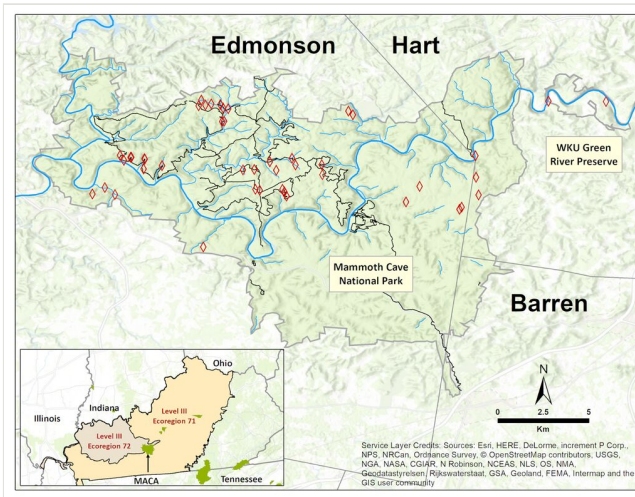 Edmonson Hart
WKU Green
River Preserve
Mammoth Cave
National Park
Barren
Ohio
Level III
Ecoregion 71
Indiana
Illinois
Level III
Ecoregion 72
MACA
Tennessee
N
0 2.5 5
Km
Service Layer Credits: Sources: Esri, HERE, DeLorme, increment P Corp.,
NPS, NRCan, Ordnance Survey, © OpenStreetMap contributors, USGS,
NGA, NASA, CGIAR, N Robinson, NCEAS, NLS, OS, NMA,
Geodatastyrelsen, Rijkswaterstaat, GSA, Geoland, FEMA, Intermap and the
GIS user community